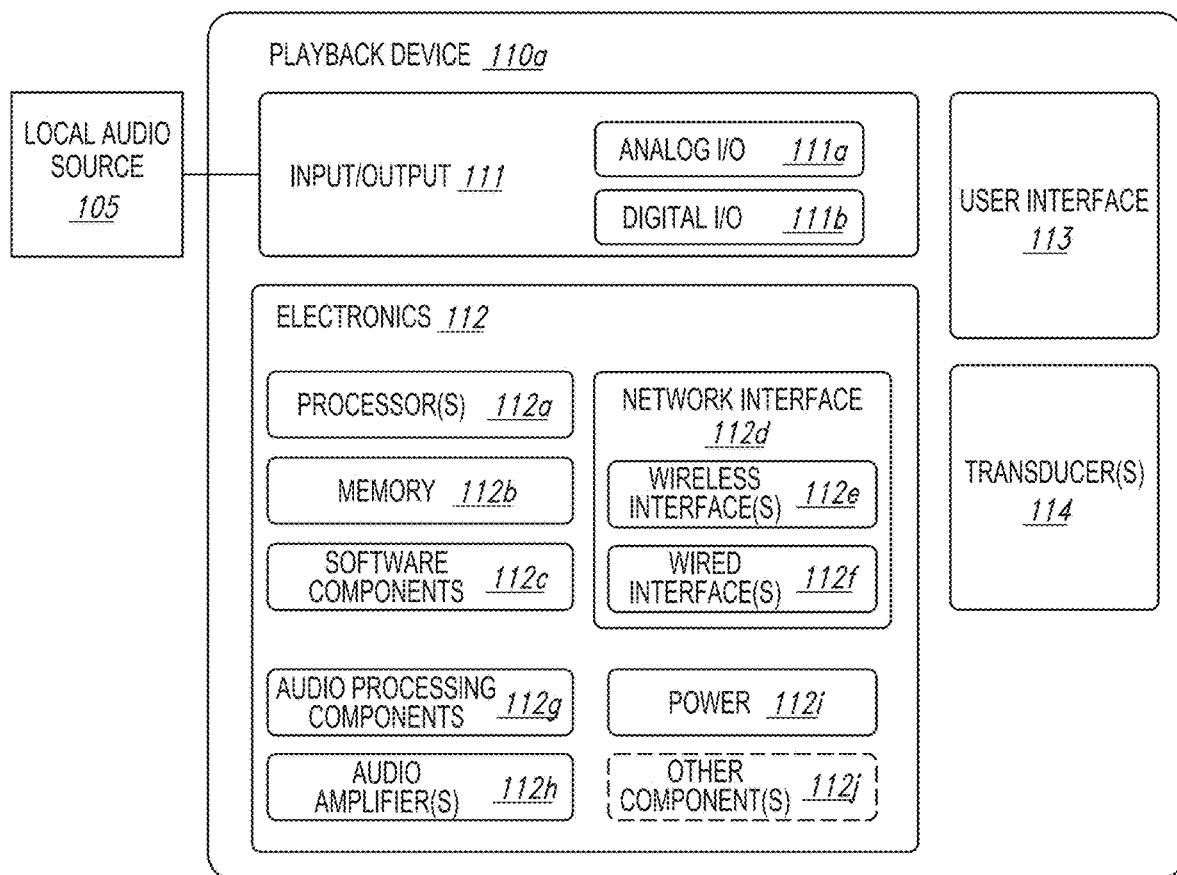 PLAYBACK DEVICE 110a
LOCAL AUDIO
SOURCE
105
INPUT/OUTPUT 111
ANALOG I/O 111a
DIGITAL I/O 111b
USER INTERFACE
113
ELECTRONICS 112
PROCESSOR(S) 112a
MEMORY 112b
SOFTWARE
COMPONENTS 112c
NETWORK INTERFACE
112d
WIRELESS
INTERFACE(S) 112e
WIRED
INTERFACE(S) 112f
TRANSDUCER(S)
114
AUDIO PROCESSING
COMPONENTS 112g
POWER 112i
AUDIO
AMPLIFIER(S) 112h
OTHER
COMPONENT(S) 112j